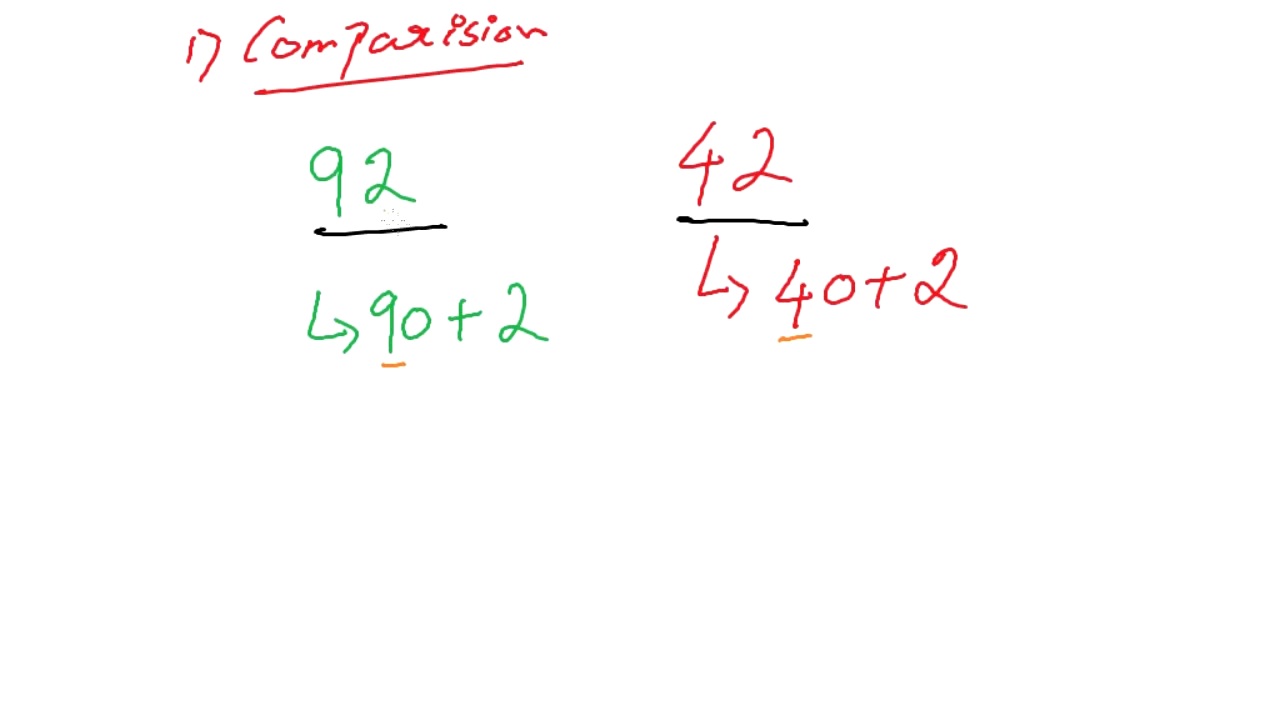 1) Comparision
92 42
↳ 90+2 ↳ 40+2